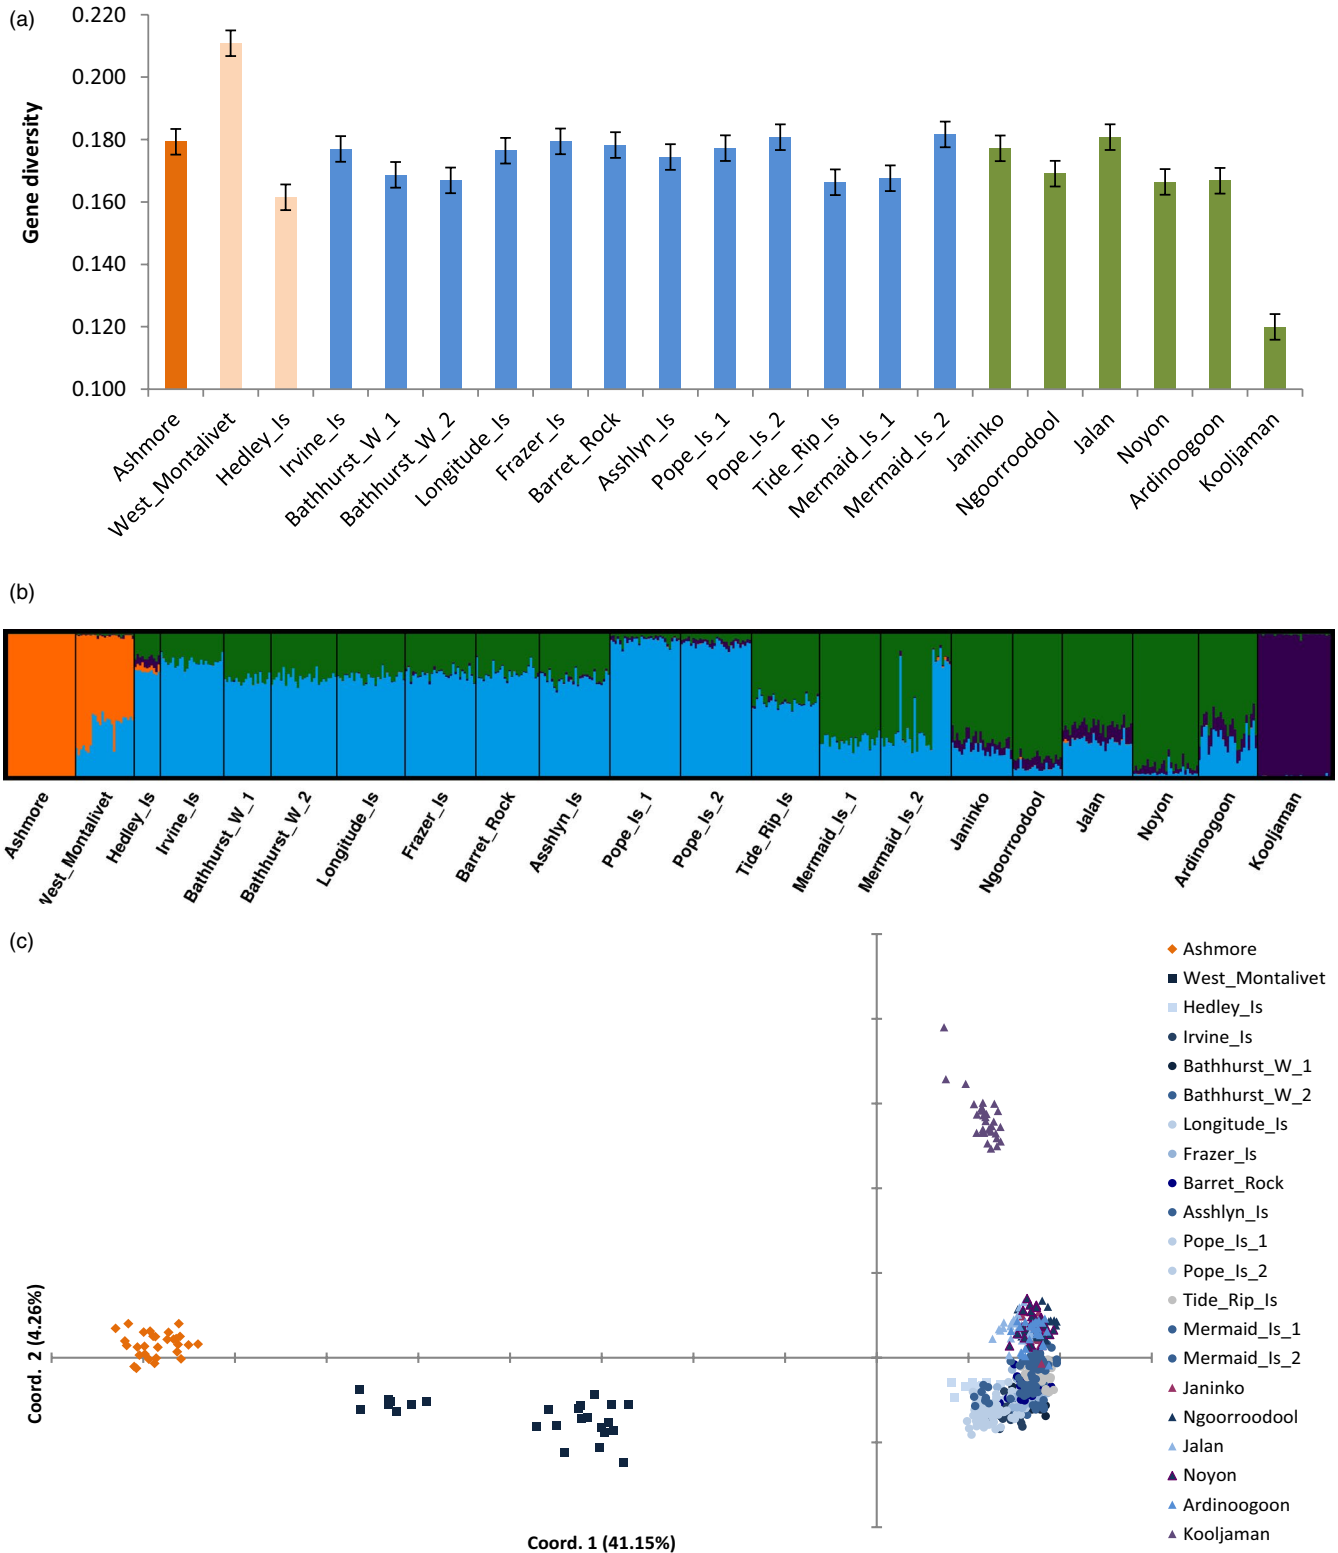 (a)
Gene diversity
0.220
0.200
0.180
0.160
0.140
0.120
0.100
Ashmore
West_Montalivet
Hedley_Is
Irvine_Is
Bathhurst_W_1
Bathhurst_W_2
Longitude_Is
Frazer_Is
Barret_Rock
Asshlyn_Is
Pope_Is_1
Pope_Is_2
Tide_Rip_Is
Mermaid_Is_1
Mermaid_Is_2
Janinko
Ngorroodool
Jalan
Noyon
Ardinoogoon
Kooljaman
(b)
Ashmore
West_Montalivet
Hedley_Is
Irvine_Is
Bathhurst_W_1
Bathhurst_W_2
Longitude_Is
Frazer_Is
Barret_Rock
Asshlyn_Is
Pope_Is_1
Pope_Is_2
Tide_Rip_Is
Mermaid_Is_1
Mermaid_Is_2
Janinko
Ngoorroodool
Jalan
Noyon
Ardinoogoon
Kooljaman
(c)
Coord. 2 (4.26%)
Coord. 1 (41.15%)
Ashmore
West_Montalivet
Hedley_Is
Irvine_Is
Bathhurst_W_1
Bathhurst_W_2
Longitude_Is
Frazer_Is
Barret_Rock
Asshlyn_Is
Pope_Is_1
Pope_Is_2
Tide_Rip_Is
Mermaid_Is_1
Mermaid_Is_2
Janinko
Ngoorroodool
Jalan
Noyon
Ardinoogoon
Kooljaman